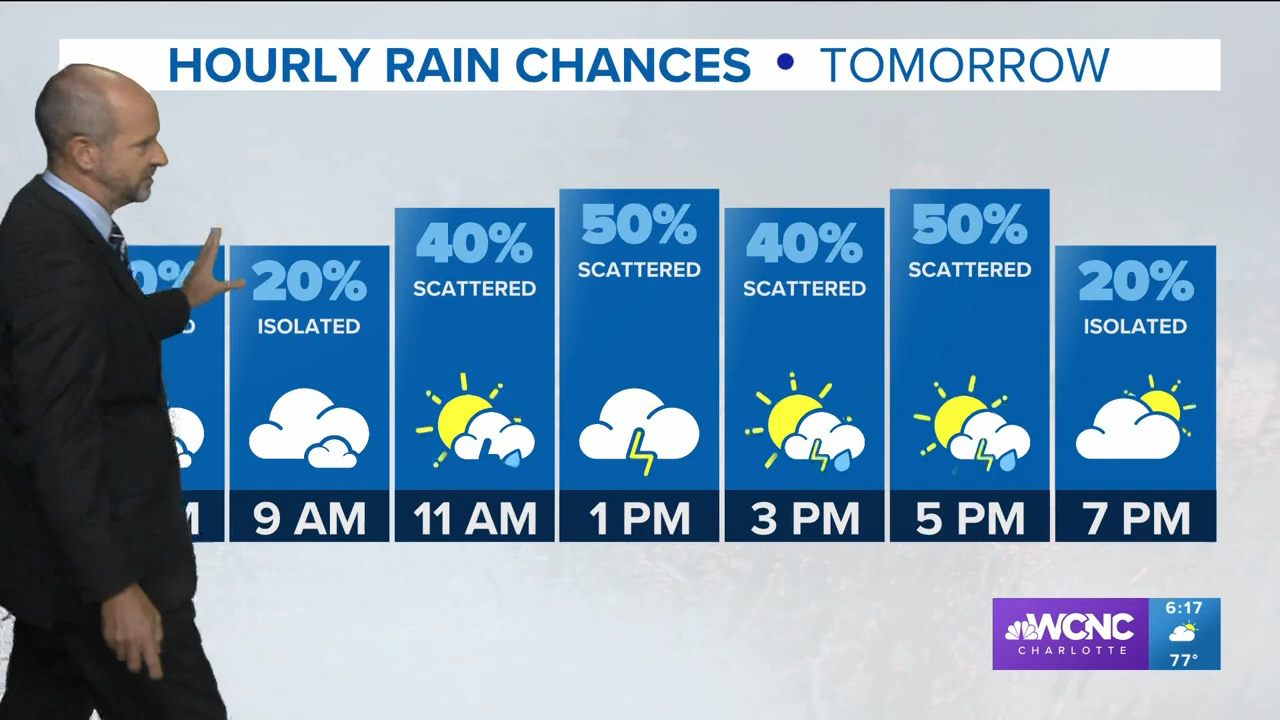 HOURLY RAIN CHANCES • TOMORROW
0%
20%
ISOLATED
9 AM
40%
SCATTERED
11 AM
50%
SCATTERED
1 PM
40%
SCATTERED
3 PM
50%
SCATTERED
5 PM
20%
ISOLATED
7 PM
WCNC
CHARLOTTE
6:17
77°